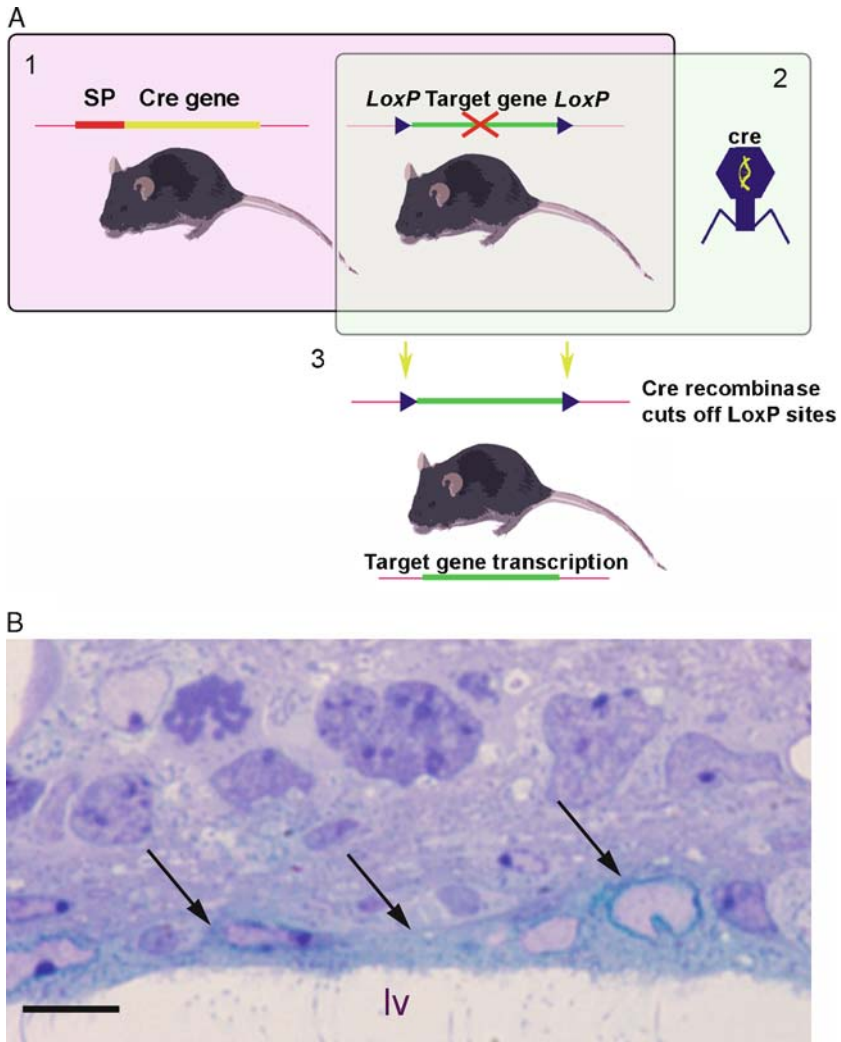 A
1
2
SP Cre gene
LoxP Target gene LoxP
cre
3
Cre recombinase
cuts off LoxP sites
Target gene transcription
B
lv